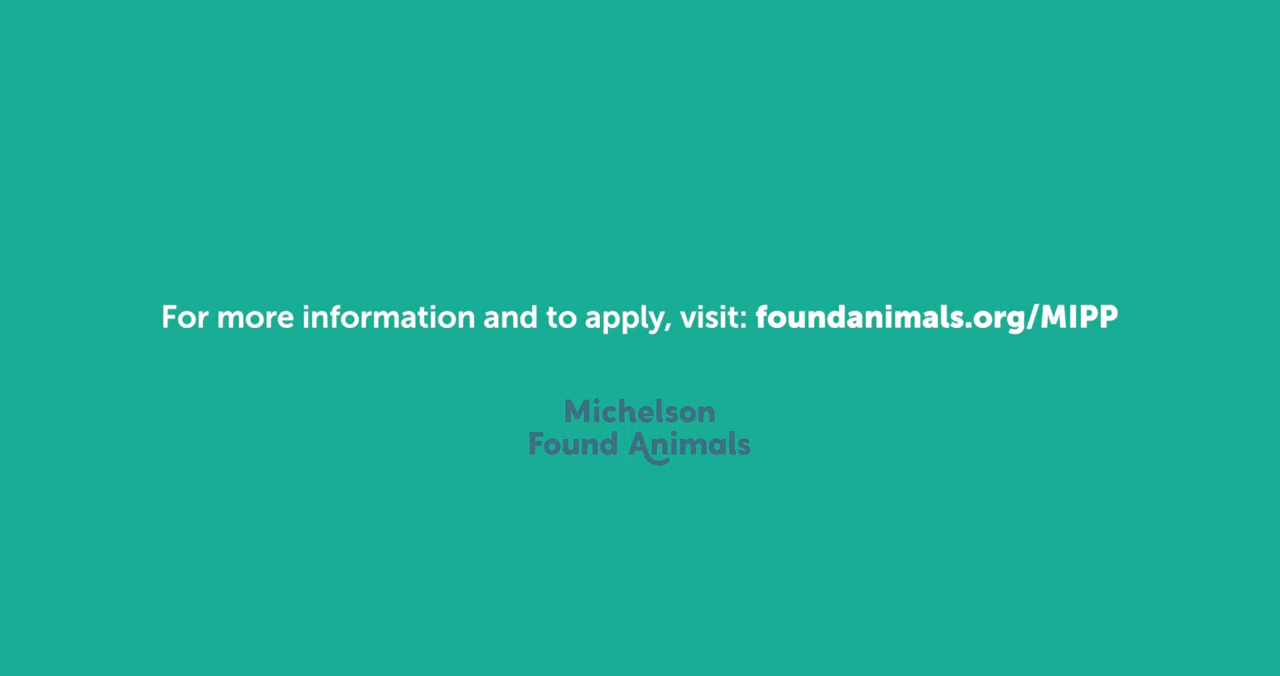 For more information and to apply, visit: foundanimals.org/MIPP
Michelson
Found Animals